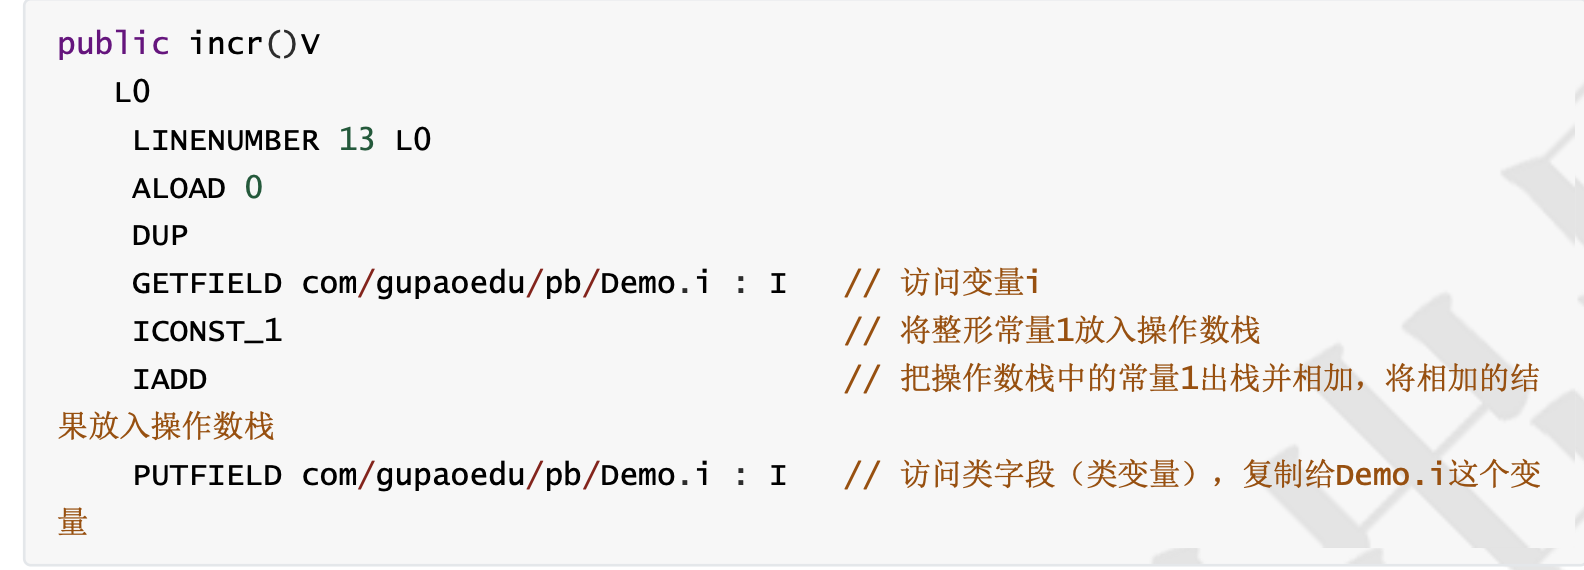 public incr()V
L0
LINENUMBER 13 L0
ALOAD 0
DUP
GETFIELD com/gupaoedu/pb/Demo.i : I // 访问变量i
ICONST_1 // 将整形常量1放入操作数栈
IADD // 把操作数栈中的常量1出栈并相加，将相加的结
果放入操作数栈
PUTFIELD com/gupaoedu/pb/Demo.i : I // 访问类字段（类变量），复制给Demo.i这个变
量